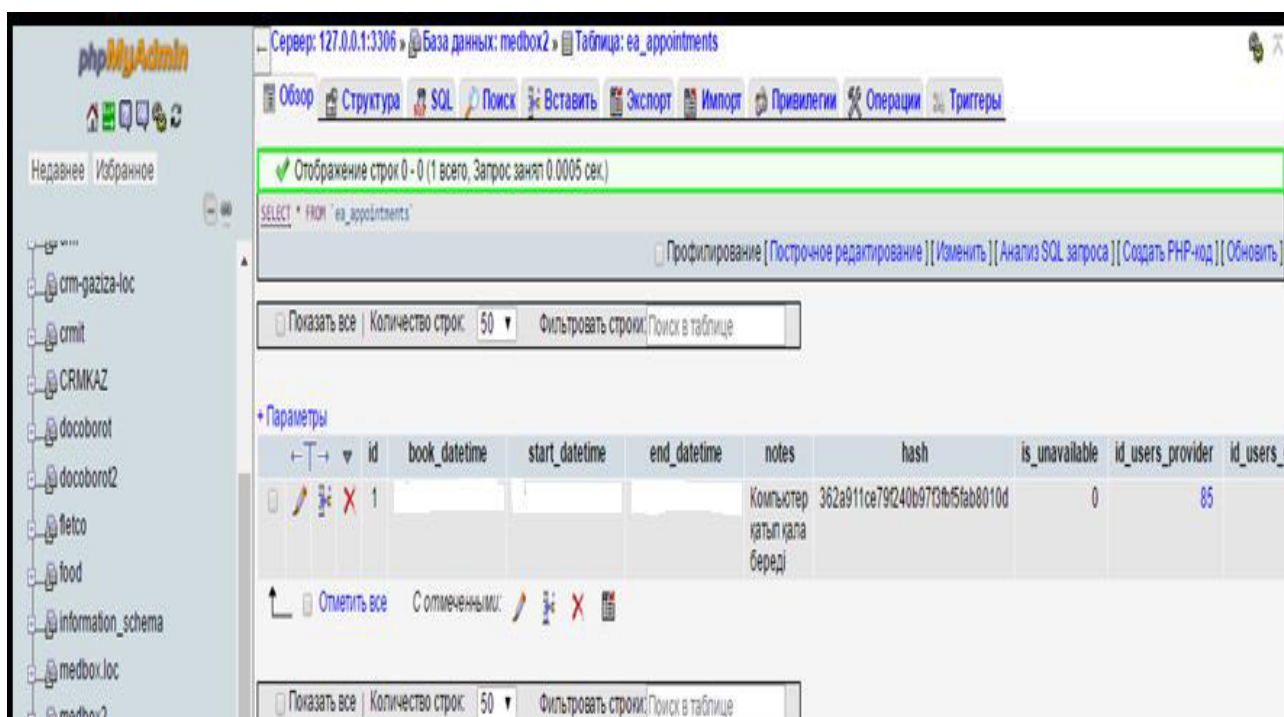 phpMyAdmin
Сервер: 127.0.0.1:3306 » База данных: medbox2 » Таблица: ea_appointments
Обзор Структура SQL Поиск Вставить Экспорт Импорт Привилегии Операции Триггеры
Недавнее Избранное
Отображение строк 0 - 0 (1 всего, Запрос занял 0.0005 сек.)
SELECT * FROM `ea_appointments`
Профилирование [ Построчное редактирование ] [ Изменить ] [ Анализ SQL запроса ] [ Создать PHP-код ] [ Обновить ]
crm-gaziza-loc
crmit
CRMKAZ
docoborot
docoborot2
fletco
food
information_schema
medbox.loc
medbox2
Показать все | Количество строк: 50 Фильтровать строки: Поиск в таблице
+ Параметры
←T→ id book_datetime start_datetime end_datetime notes hash is_unavailable id_users_provider id_users_
1 Компьютер 362a911ce79f240b97f3fbf5fab8010d 0 85
қатып қала
береді
Отметить все С отмеченными:
Показать все | Количество строк: 50 Фильтровать строки: Поиск в таблице